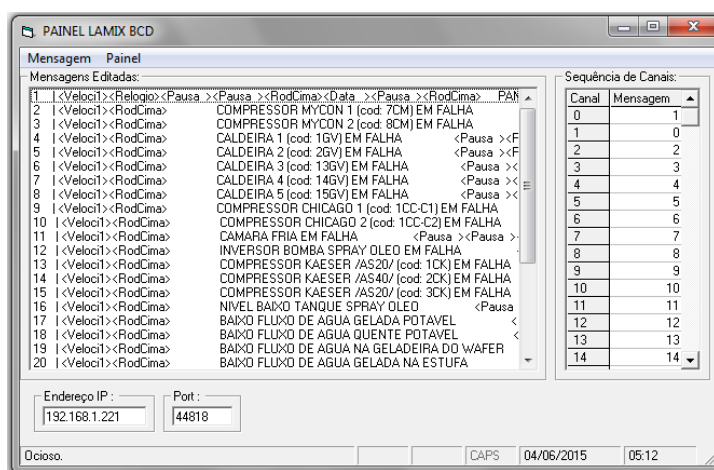 PAINEL LAMIX BCD
Mensagem Painel
Mensagens Editadas:
1 |<Veloci1><Relogio><Pausa ><Pausa ><RodCima><Data ><Pausa ><RodCima> PAN
2 |<Veloci1><RodCima> COMPRESSOR MYCON 1 (cod: 7CM) EM FALHA
3 |<Veloci1><RodCima> COMPRESSOR MYCON 2 (cod: 8CM) EM FALHA
4 |<Veloci1><RodCima> CALDEIRA 1 (cod: 1GV) EM FALHA <Pausa ><F
5 |<Veloci1><RodCima> CALDEIRA 2 (cod: 2GV) EM FALHA <Pausa ><F
6 |<Veloci1><RodCima> CALDEIRA 3 (cod: 13GV) EM FALHA <Pausa ><
7 |<Veloci1><RodCima> CALDEIRA 4 (cod: 14GV) EM FALHA <Pausa ><
8 |<Veloci1><RodCima> CALDEIRA 5 (cod: 15GV) EM FALHA <Pausa ><
9 |<Veloci1><RodCima> COMPRESSOR CHICAGO 1 (cod: 1CC-C1) EM FALHA
10 |<Veloci1><RodCima> COMPRESSOR CHICAGO 2 (cod: 1CC-C2) EM FALHA
11 |<Veloci1><RodCima> CAMARA FRIA EM FALHA <Pausa ><Pausa >
12 |<Veloci1><RodCima> INVERSOR BOMBA SPRAY OLEO EM FALHA
13 |<Veloci1><RodCima> COMPRESSOR KAESER /AS20/ (cod: 1CK) EM FALHA
14 |<Veloci1><RodCima> COMPRESSOR KAESER /AS40/ (cod: 2CK) EM FALHA
15 |<Veloci1><RodCima> COMPRESSOR KAESER /AS20/ (cod: 3CK) EM FALHA
16 |<Veloci1><RodCima> NIVEL BAIXO TANQUE SPRAY OLEO <Pausa
17 |<Veloci1><RodCima> BAIXO FLUXO DE AGUA GELADA POTAVEL <
18 |<Veloci1><RodCima> BAIXO FLUXO DE AGUA QUENTE POTAVEL <
19 |<Veloci1><RodCima> BAIXO FLUXO DE AGUA NA GELADEIRA DO WAFER
20 |<Veloci1><RodCima> BAIXO FLUXO DE AGUA GELADA NA ESTUFA
Sequência de Canais:
Canal Mensagem
0 1
1 0
2 2
3 3
4 4
5 5
6 6
7 7
8 8
9 9
10 10
11 11
12 12
13 13
14 14
Endereço IP : Port :
192.168.1.221 44818
Ocioso. CAPS 04/06/2015 05:12